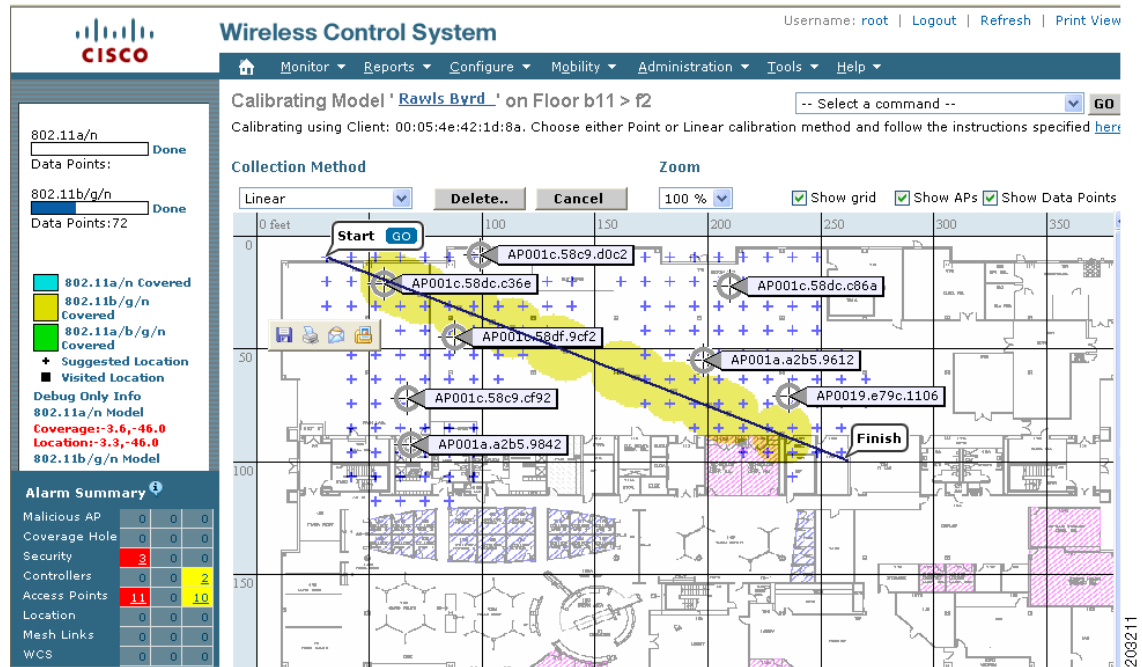 CISCO
Wireless Control System
Username: root | Logout | Refresh | Print View
Monitor Reports Configure Mobility Administration Tools Help
Calibrating Model ' Rawls Byrd ' on Floor b11 > f2
-- Select a command --
GO
Calibrating using Client: 00:05:4e:42:1d:8a. Choose either Point or Linear calibration method and follow the instructions specified here
802.11a/n
Done
Data Points:
802.11b/g/n
Done
Data Points:72
802.11a/n Covered
802.11b/g/n
Covered
802.11a/b/g/n
Covered
Suggested Location
Visited Location
Debug Only Info
802.11a/n Model
Coverage:-3.6,-46.0
Location:-3.3,-46.0
802.11b/g/n Model
Alarm Summary
Malicious AP 0 0 0
Coverage Hole 0 0 0
Security 3 0 0
Controllers 0 0 2
Access Points 11 0 10
Location 0 0 0
Mesh Links 0 0 0
WCS 0 0 0
Collection Method
Zoom
Linear
Delete..
Cancel
100 %
Show grid
Show APs
Show Data Points
0 feet 100 150 200 250 300 350
0
50
100
150
Start GO
AP001c.58c9.d0c2
AP001c.58dc.c36e
AP001c.58dc.c86a
AP001c.58df.9cf2
AP001a.a2b5.9612
AP001c.58c9.cf92
AP0019.e79c.1106
Finish
AP001a.a2b5.9842
203211